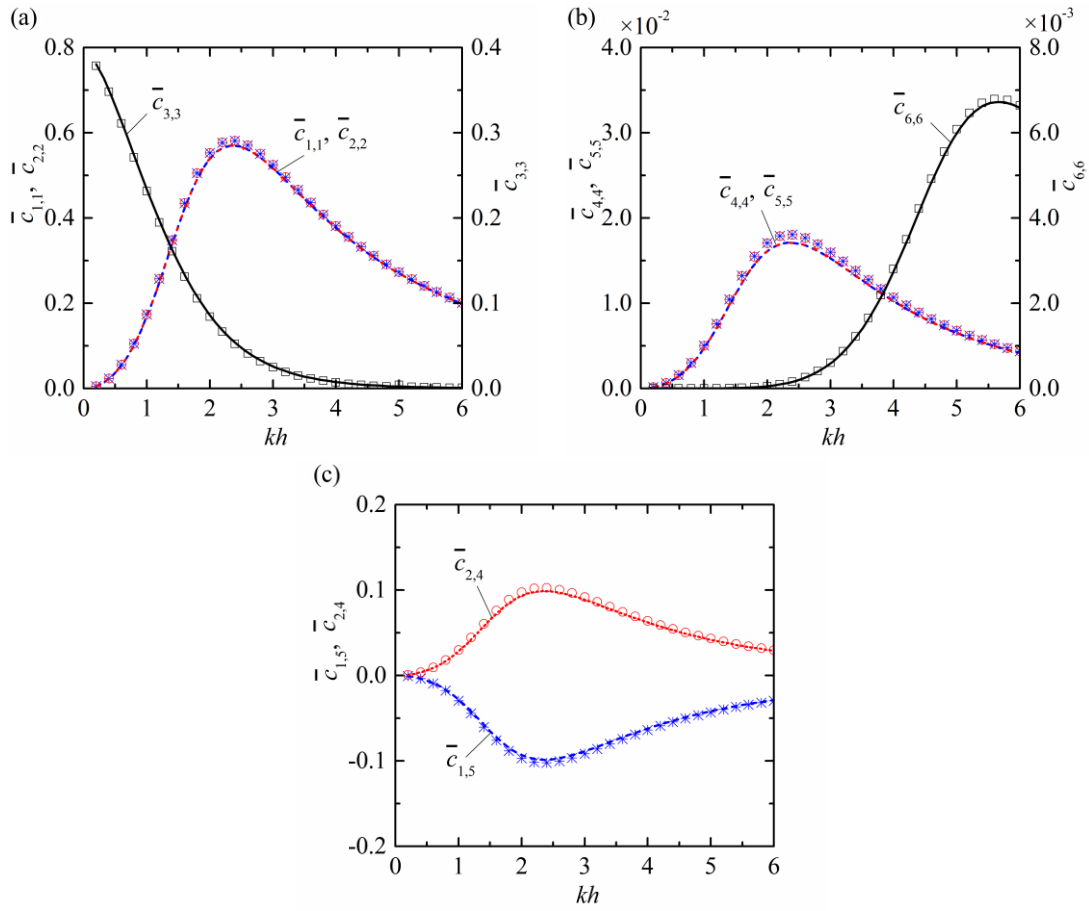 (a)
0.8
0.6
0.4
0.2
0.0
c̄1,1, c̄2,2
0.4
0.3
0.2
0.1
0.0
c̄3,3
c̄3,3
c̄1,1, c̄2,2
0 1 2 3 4 5 6
kh
(b)
×10-2
4.0
3.0
2.0
1.0
0.0
c̄4,4, c̄5,5
×10-3
8.0
6.0
4.0
2.0
0.0
c̄6,6
c̄6,6
c̄4,4, c̄5,5
0 1 2 3 4 5 6
kh
(c)
0.2
0.1
0.0
-0.1
-0.2
c̄1,5, c̄2,4
c̄2,4
c̄1,5
0 1 2 3 4 5 6
kh